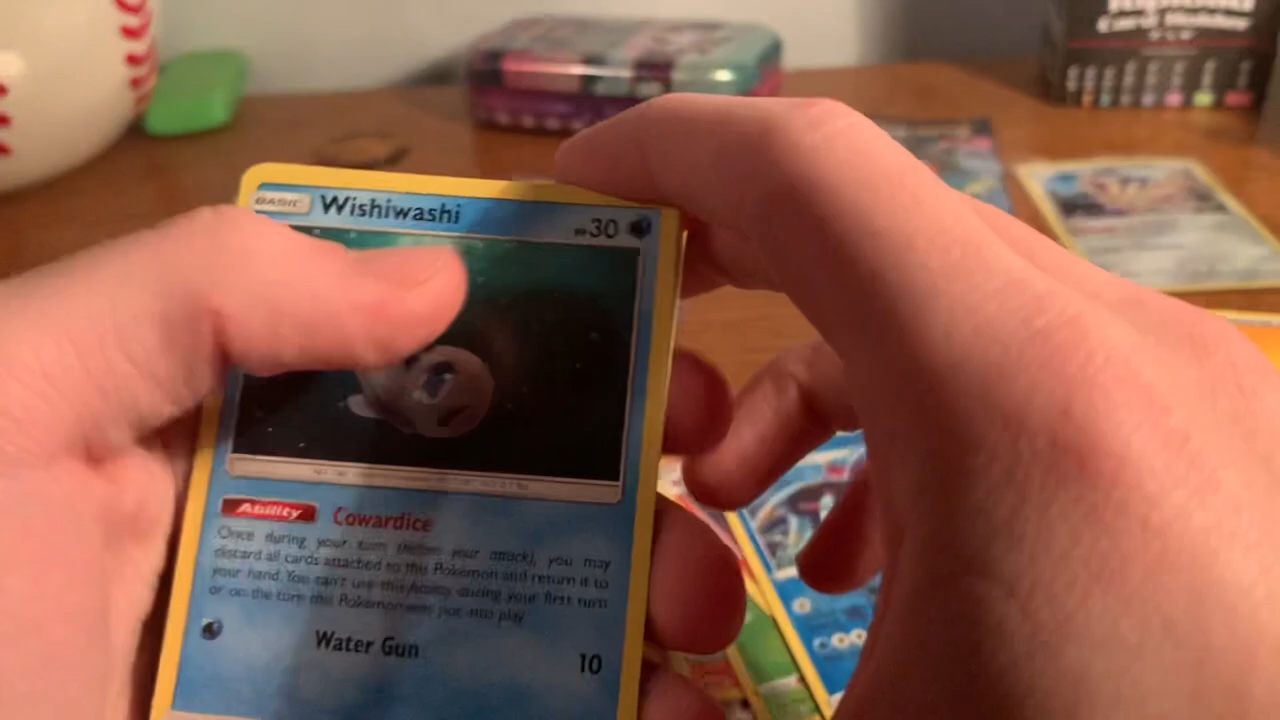 Card Holder
BASIC Wishiwashi
30
Ability Cowardice
Once during your turn (before your attack), you may
discard all cards attached to this Pokémon and return it to
your hand. You can't use this Ability during your first turn
or on the turn this Pokémon was put into play.
Water Gun
10